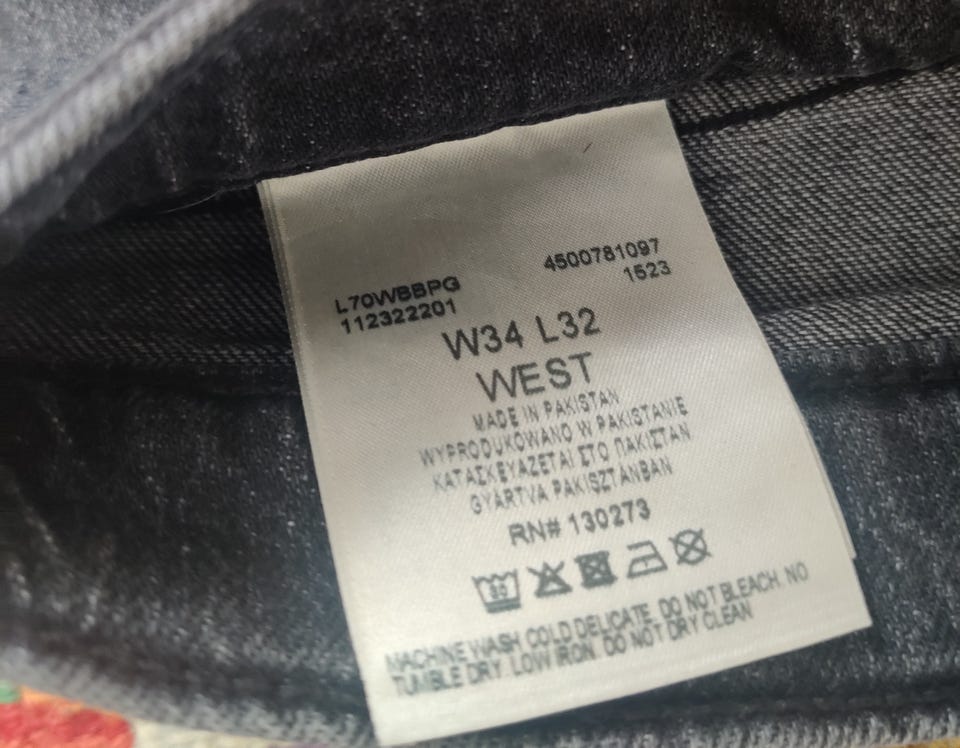 L70WBBPG 4500781097
112322201 1523
W34 L32
WEST
MADE IN PAKISTAN
WYPRODUKOWANO W PAKISTANIE
ΚΑΤΑΣΚΕΥΑΖΕΤΑΙ ΣΤΟ ΠΑΚΙΣΤΑΝ
GYÁRTVA PAKISZTÁNBAN
RN# 130273
30
MACHINE WASH COLD DELICATE. DO NOT BLEACH. NO
TUMBLE DRY. LOW IRON. DO NOT DRY CLEAN